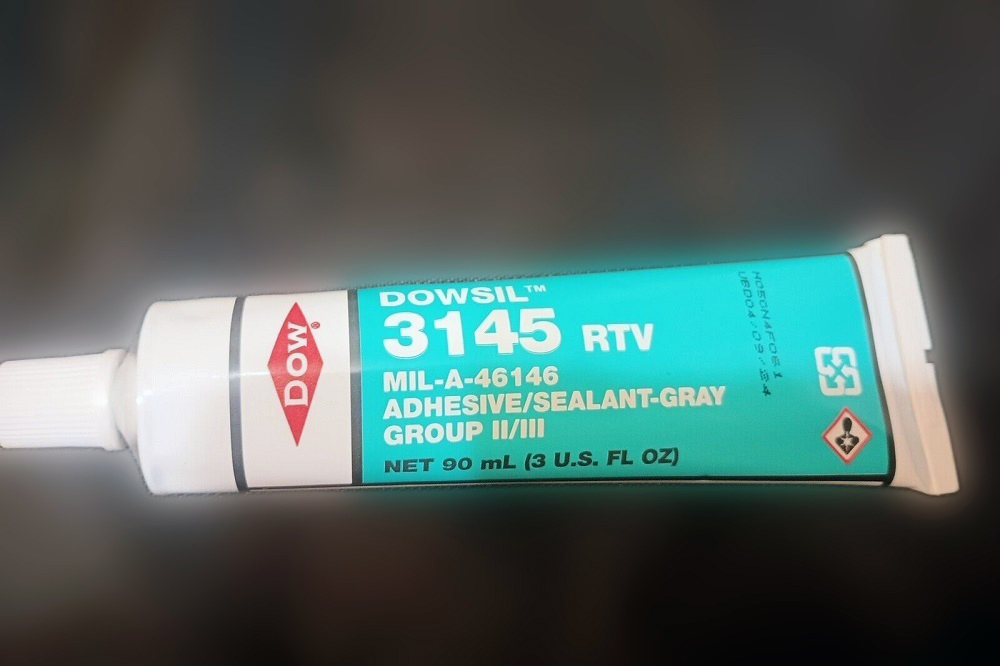 DOW®
DOWSIL™
3145 RTV
MIL-A-46146
ADHESIVE/SEALANT-GRAY
GROUP II/III
NET 90 mL (3 U.S. FL OZ)